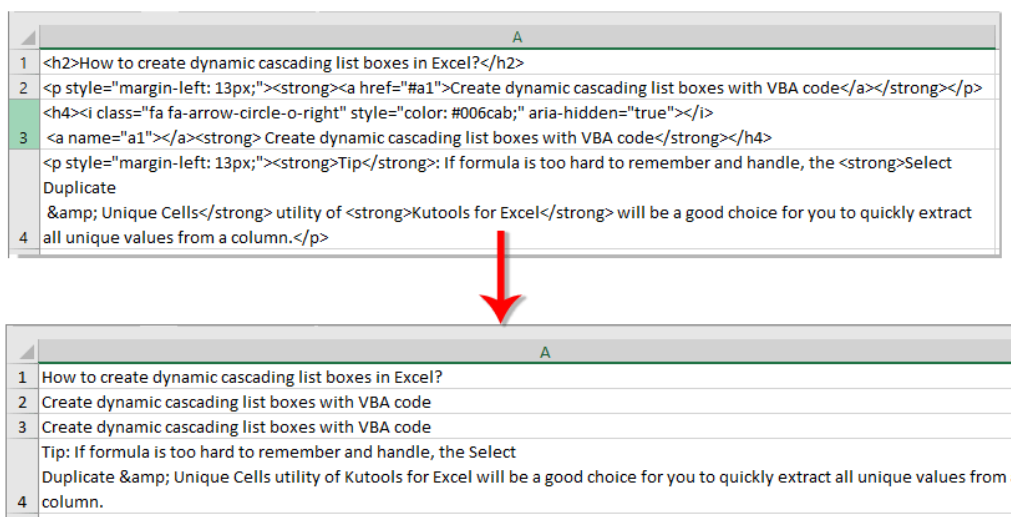 A
1 <h2>How to create dynamic cascading list boxes in Excel?</h2>
2 <p style="margin-left: 13px;"><strong><a href="#a1">Create dynamic cascading list boxes with VBA code</a></strong></p>
<h4><i class="fa fa-arrow-circle-o-right" style="color: #006cab;" aria-hidden="true"></i>
3 <a name="a1"></a><strong> Create dynamic cascading list boxes with VBA code</strong></h4>
<p style="margin-left: 13px;"><strong>Tip</strong>: If formula is too hard to remember and handle, the <strong>Select
Duplicate
&amp; Unique Cells</strong> utility of <strong>Kutools for Excel</strong> will be a good choice for you to quickly extract
4 all unique values from a column.</p>
A
1 How to create dynamic cascading list boxes in Excel?
2 Create dynamic cascading list boxes with VBA code
3 Create dynamic cascading list boxes with VBA code
Tip: If formula is too hard to remember and handle, the Select
Duplicate &amp; Unique Cells utility of Kutools for Excel will be a good choice for you to quickly extract all unique values from
4 column.